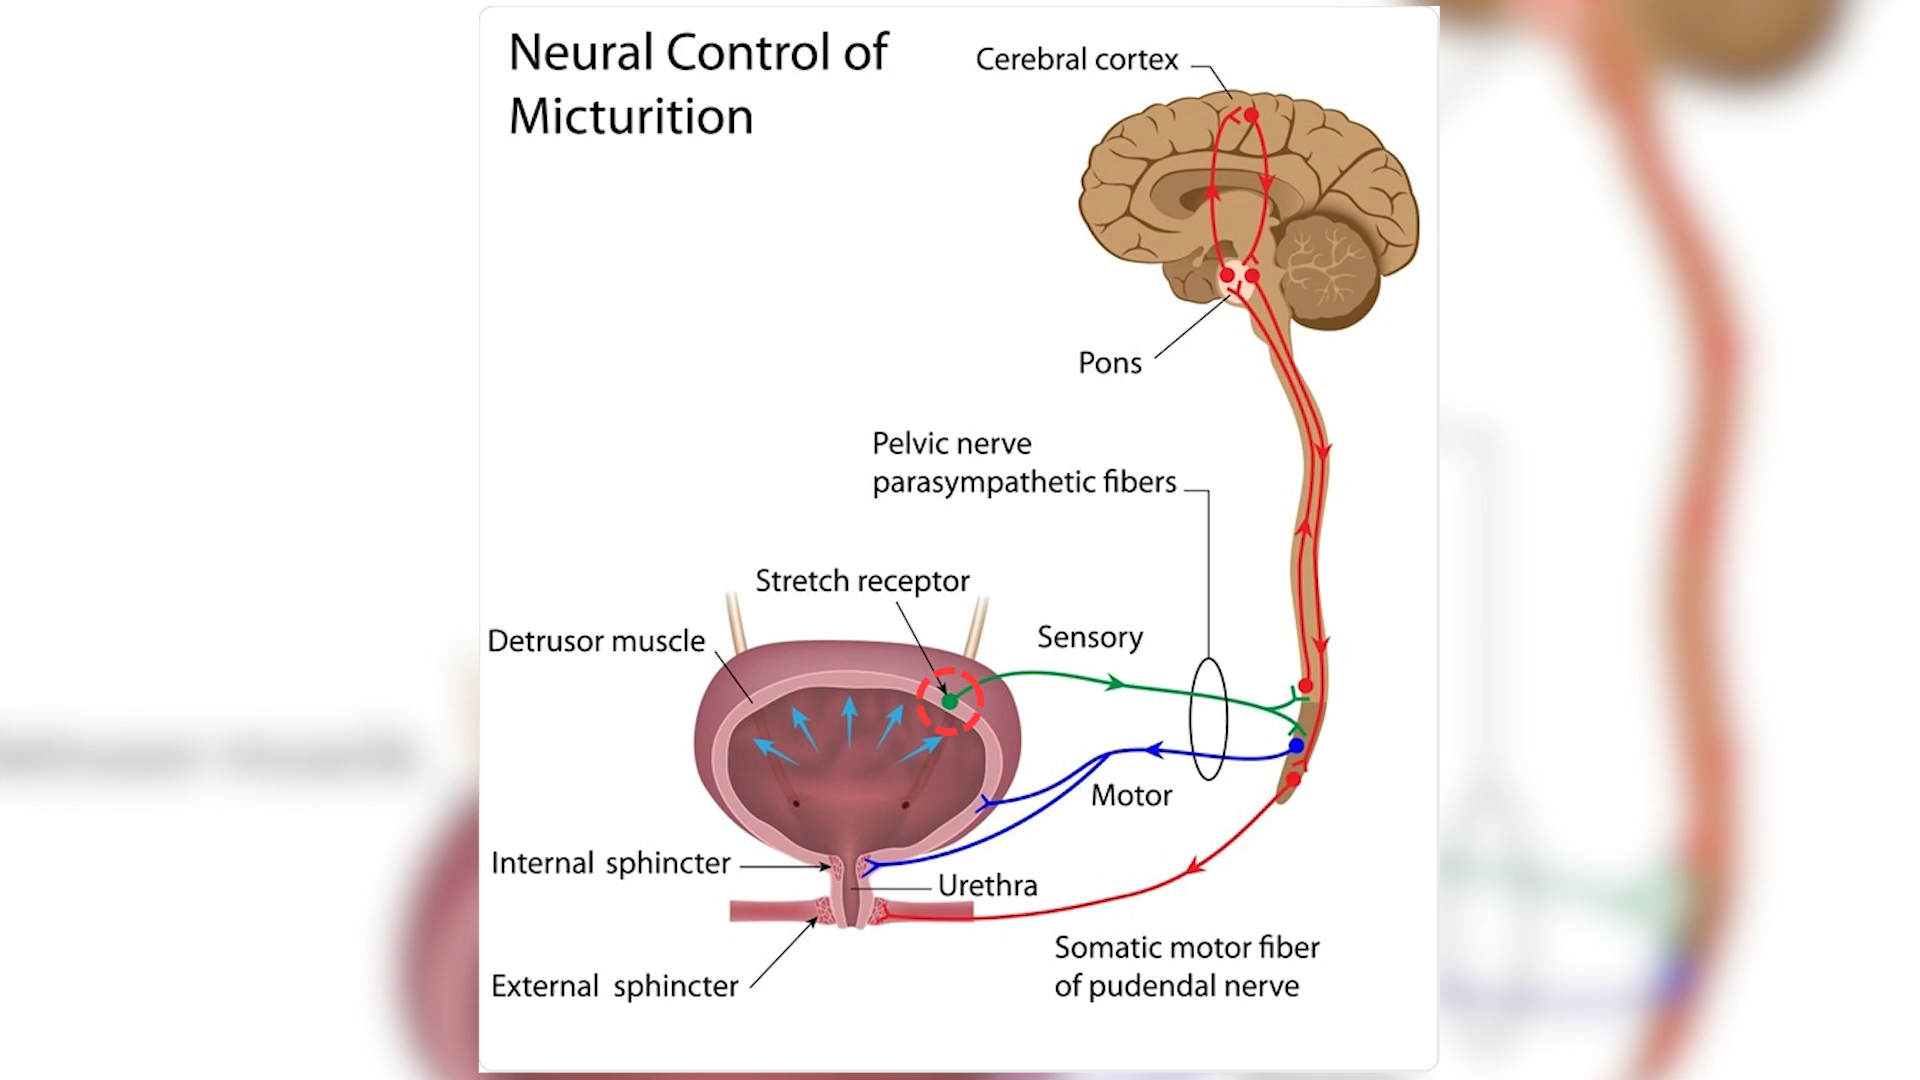 Neural Control of
Micturition
Cerebral cortex
Pons
Pelvic nerve
parasympathetic fibers
Stretch receptor
Detrusor muscle
Sensory
Motor
Internal sphincter
Urethra
External sphincter
Somatic motor fiber
of pudendal nerve